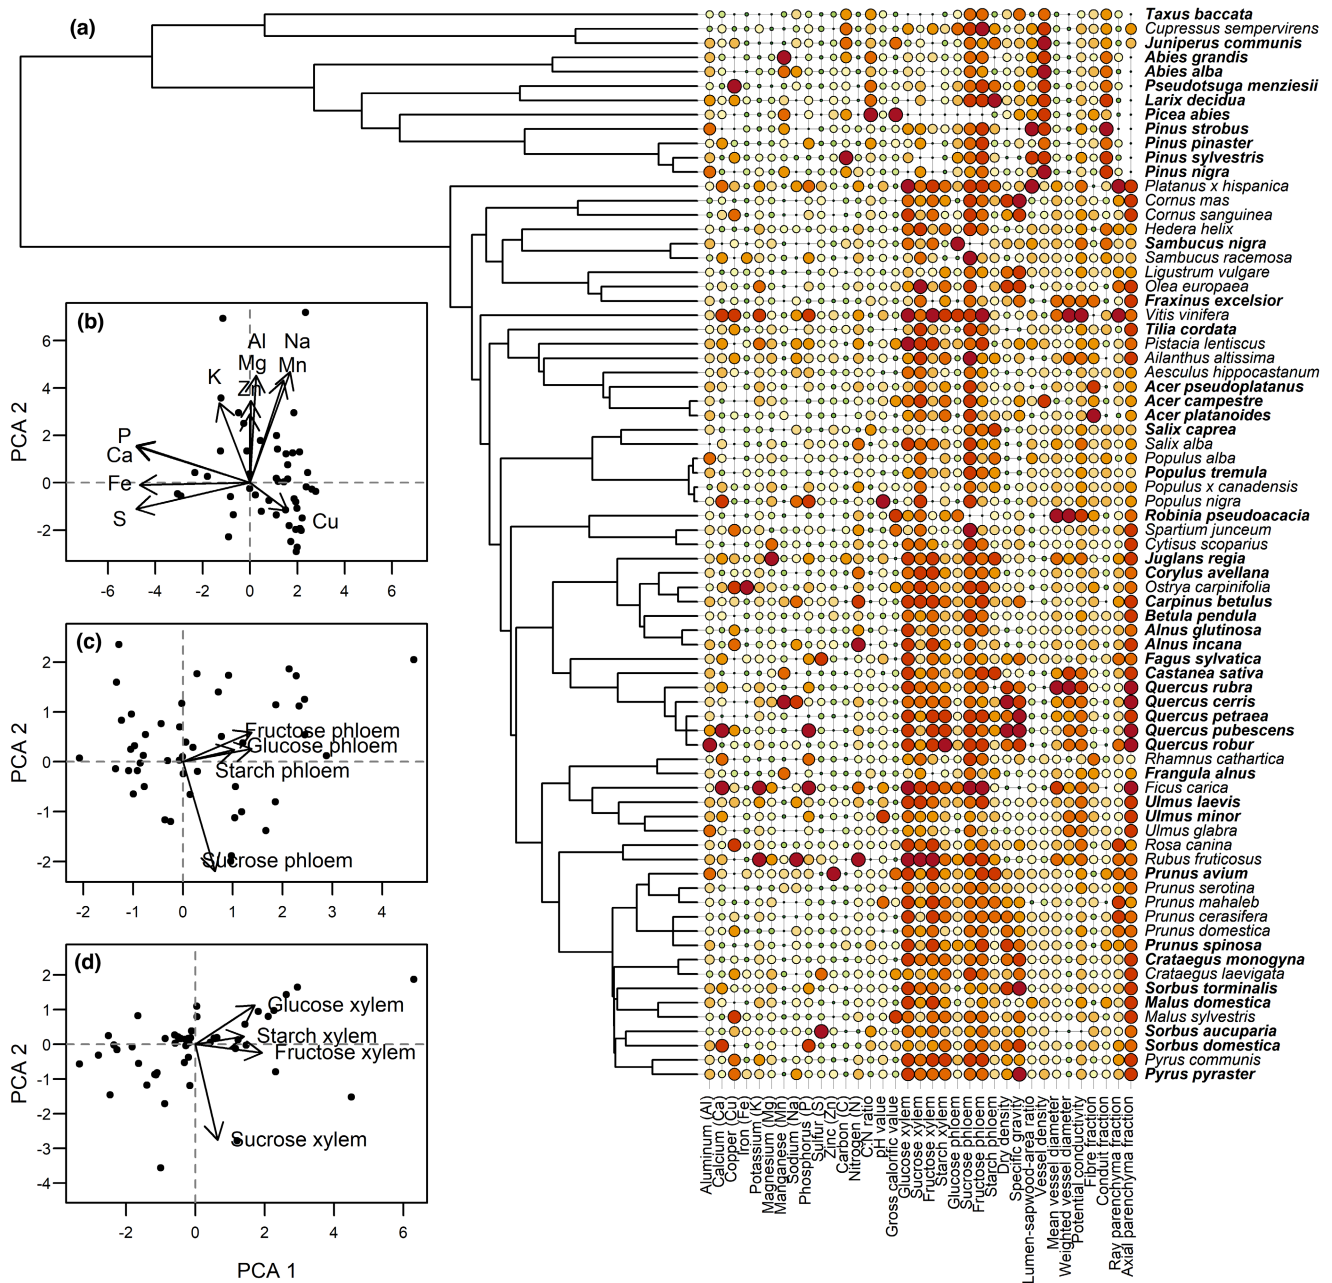 (a)
Taxus baccata
Cupressus sempervirens
Juniperus communis
Abies grandis
Abies alba
Pseudotsuga menziesii
Larix decidua
Picea abies
Pinus strobus
Pinus pinaster
Pinus sylvestris
Pinus nigra
Platanus x hispanica
Cornus mas
Cornus sanguinea
Hedera helix
Sambucus nigra
Sambucus racemosa
Ligustrum vulgare
Olea europaea
Fraxinus excelsior
Vitis vinifera
Tilia cordata
Pistacia lentiscus
Ailanthus altissima
Aesculus hippocastanum
Acer pseudoplatanus
Acer campestre
Acer platanoides
Salix caprea
Salix alba
Populus alba
Populus tremula
Populus x canadensis
Populus nigra
Robinia pseudoacacia
Spartium junceum
Cytisus scoparius
Juglans regia
Corylus avellana
Ostrya carpinifolia
Carpinus betulus
Betula pendula
Alnus glutinosa
Alnus incana
Fagus sylvatica
Castanea sativa
Quercus rubra
Quercus cerris
Quercus petraea
Quercus pubescens
Quercus robur
Rhamnus cathartica
Frangula alnus
Ficus carica
Ulmus laevis
Ulmus minor
Ulmus glabra
Rosa canina
Rubus fruticosus
Prunus avium
Prunus serotina
Prunus mahaleb
Prunus cerasifera
Prunus domestica
Prunus spinosa
Crataegus monogyna
Crataegus laevigata
Sorbus torminalis
Malus domestica
Malus sylvestris
Sorbus aucuparia
Sorbus domestica
Pyrus communis
Pyrus pyraster
Aluminum (Al)
Calcium (Ca)
Copper (Cu)
Iron (Fe)
Potassium (K)
Magnesium (Mg)
Manganese (Mn)
Sodium (Na)
Phosphorus (P)
Sulfur (S)
Zinc (Zn)
Carbon (C)
Nitrogen (N)
C:N ratio
pH value
Gross calorific value
Glucose xylem
Sucrose xylem
Fructose xylem
Starch xylem
Glucose phloem
Sucrose phloem
Fructose phloem
Starch phloem
Dry density
Specific gravity
Lumen-sapwood-area ratio
Vessel density
Mean vessel diameter
Weighted vessel diameter
Potential conductivity
Fibre fraction
Conduit fraction
Ray parenchyma fraction
Axial parenchyma fraction
(b)
PCA 2
6
4
2
0
-2
-6 -4 -2 0 2 4 6
Al Na
Mg Mn
K Zn
P
Ca
Fe
S
Cu
(c)
PCA 2
2
1
0
-1
-2
-2 -1 0 1 2 3 4
Fructose phloem
Glucose phloem
Starch phloem
Sucrose phloem
(d)
PCA 2
2
1
0
-1
-2
-3
-4
-2 0 2 4 6
Glucose xylem
Starch xylem
Fructose xylem
Sucrose xylem
PCA 1